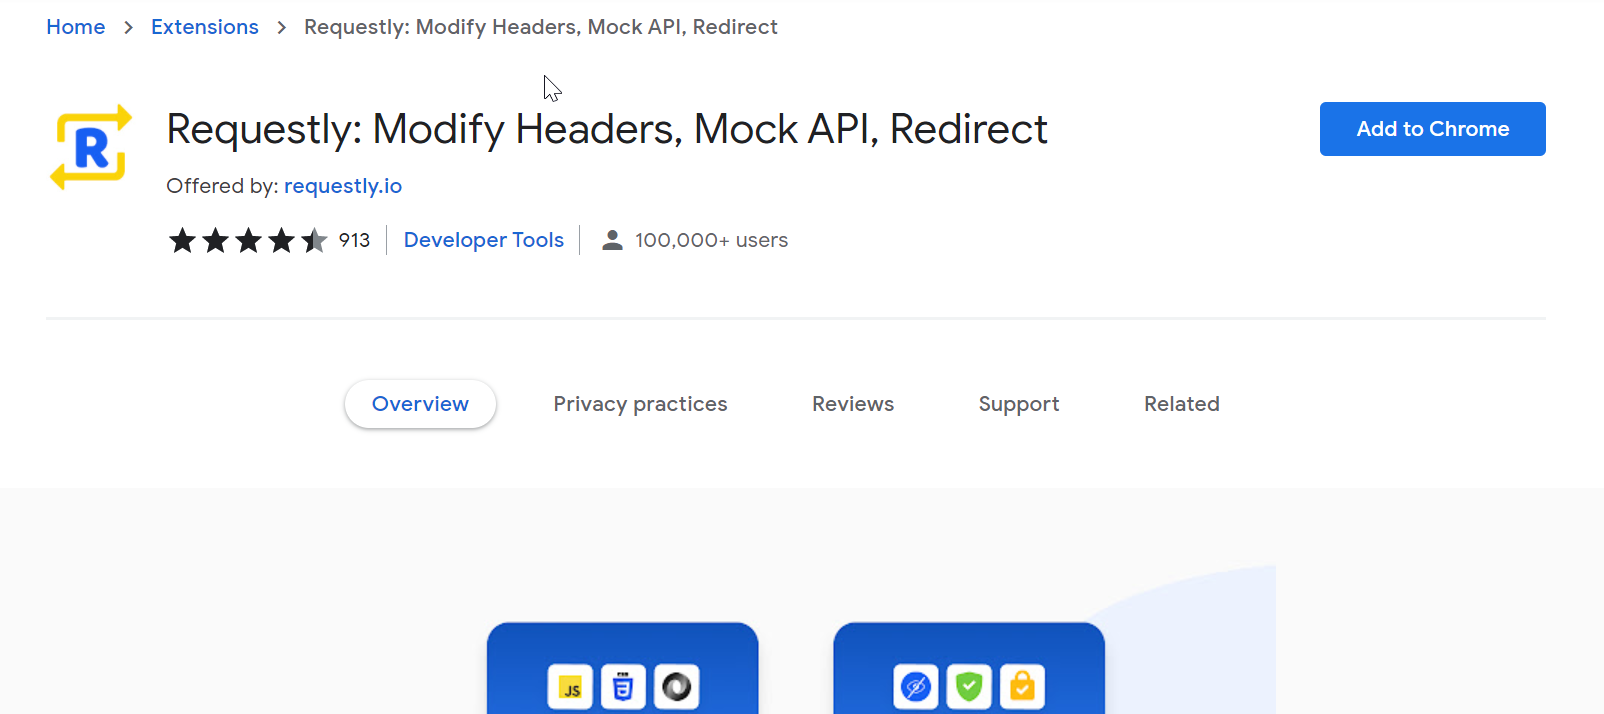 Home > Extensions > Requestly: Modify Headers, Mock API, Redirect
R
Requestly: Modify Headers, Mock API, Redirect
Add to Chrome
Offered by: requestly.io
913
Developer Tools
100,000+ users
Overview
Privacy practices
Reviews
Support
Related
JS